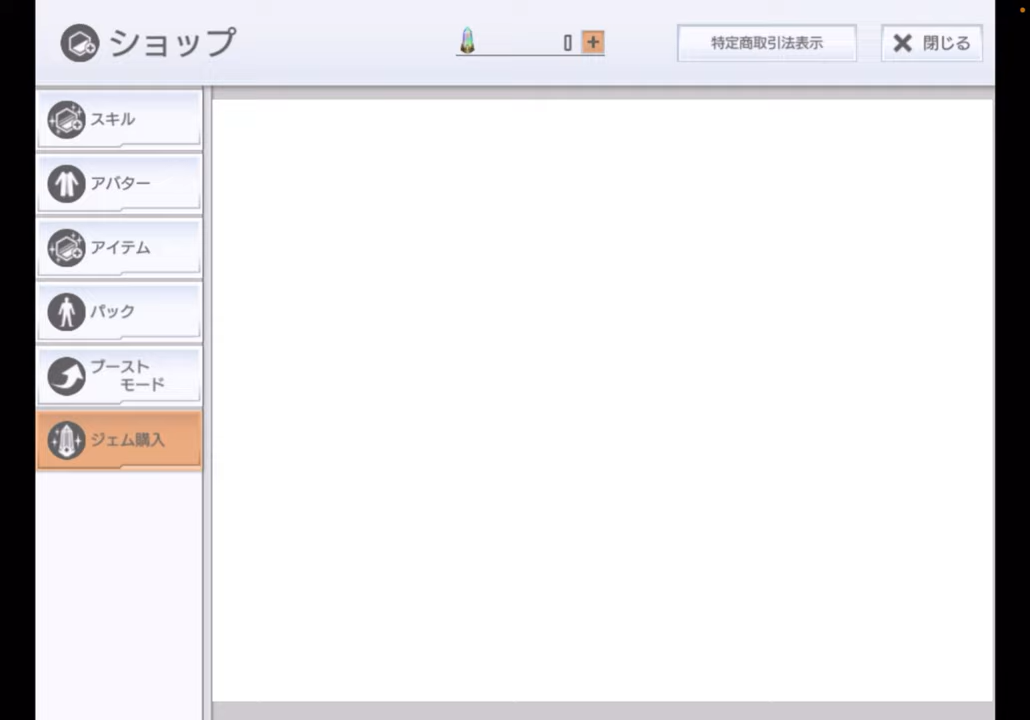 ショップ
0
特定商取引法表示
閉じる
スキル
アバター
アイテム
パック
ブースト
モード
ジェム購入